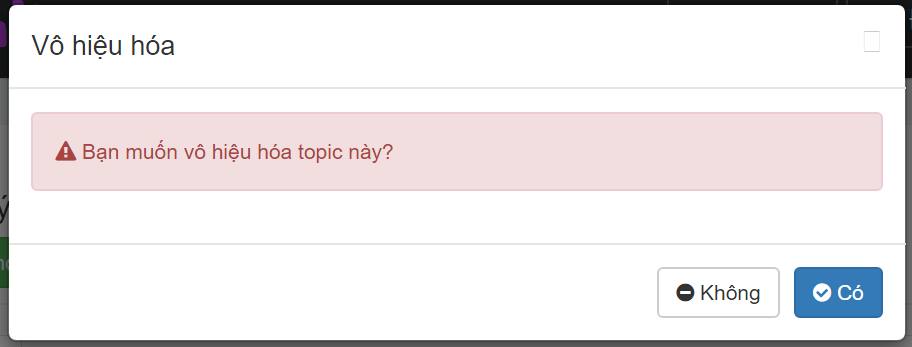 Vô hiệu hóa
Bạn muốn vô hiệu hóa topic này?
Không
Có